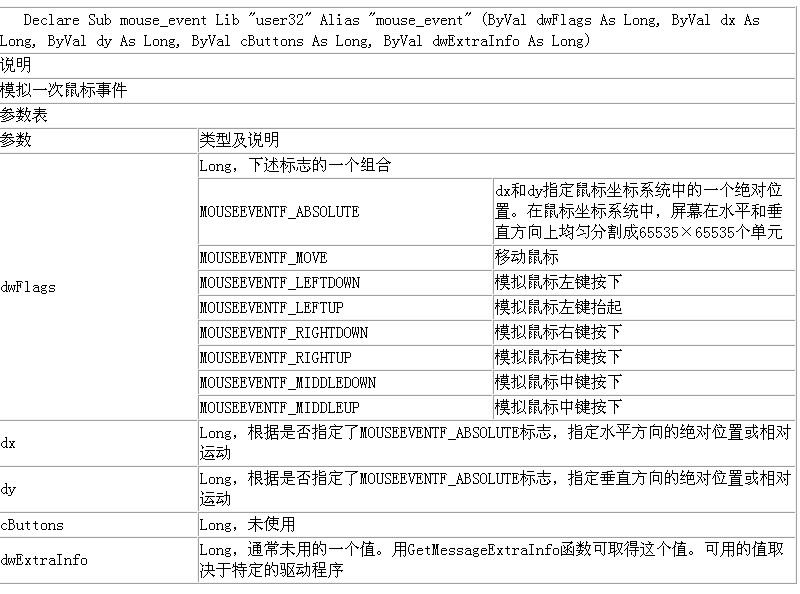 Declare Sub mouse_event Lib "user32" Alias "mouse_event" (ByVal dwFlags As Long, ByVal dx As
Long, ByVal dy As Long, ByVal cButtons As Long, ByVal dwExtraInfo As Long)
说明
模拟一次鼠标事件
参数表
参数 类型及说明
dwFlags
Long, 下述标志的一个组合
MOUSEEVENTF_ABSOLUTE
dx和dy指定鼠标坐标系统中的一个绝对位
置。在鼠标坐标系统中，屏幕在水平和垂
直方向上均匀分割成65535×65535个单元
MOUSEEVENTF_MOVE 移动鼠标
MOUSEEVENTF_LEFTDOWN 模拟鼠标左键按下
MOUSEEVENTF_LEFTUP 模拟鼠标左键抬起
MOUSEEVENTF_RIGHTDOWN 模拟鼠标右键按下
MOUSEEVENTF_RIGHTUP 模拟鼠标右键按下
MOUSEEVENTF_MIDDLEDOWN 模拟鼠标中键按下
MOUSEEVENTF_MIDDLEUP 模拟鼠标中键按下
dx
Long，根据是否指定了MOUSEEVENTF_ABSOLUTE标志，指定水平方向的绝对位置或相对
运动
dy
Long，根据是否指定了MOUSEEVENTF_ABSOLUTE标志，指定垂直方向的绝对位置或相对
运动
cButtons Long，未使用
dwExtraInfo
Long，通常未用的一个值。用GetMessageExtraInfo函数可取得这个值。可用的值取
决于特定的驱动程序